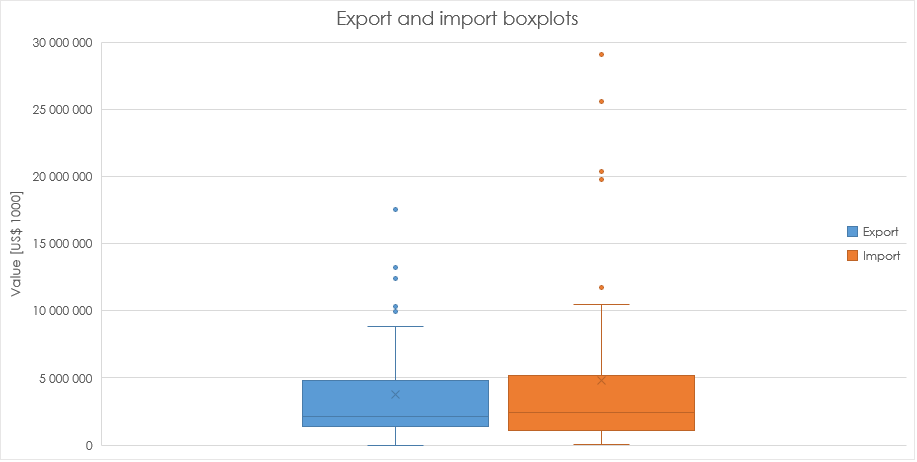 Export and import boxplots
30 000 000
25 000 000
20 000 000
15 000 000
10 000 000
5 000 000
0
Value [US$ 1000]
Export
Import